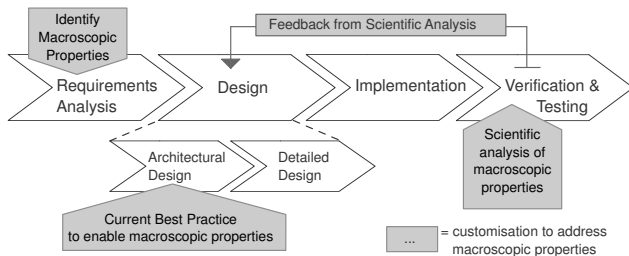 Identify
Macroscopic
Properties
Feedback from Scientific Analysis
Requirements
Analysis
Design
Implementation
Verification &
Testing
Architectural
Design
Detailed
Design
Scientific
analysis of
macroscopic
properties
Current Best Practice
to enable macroscopic properties
... = customisation to address
macroscopic properties